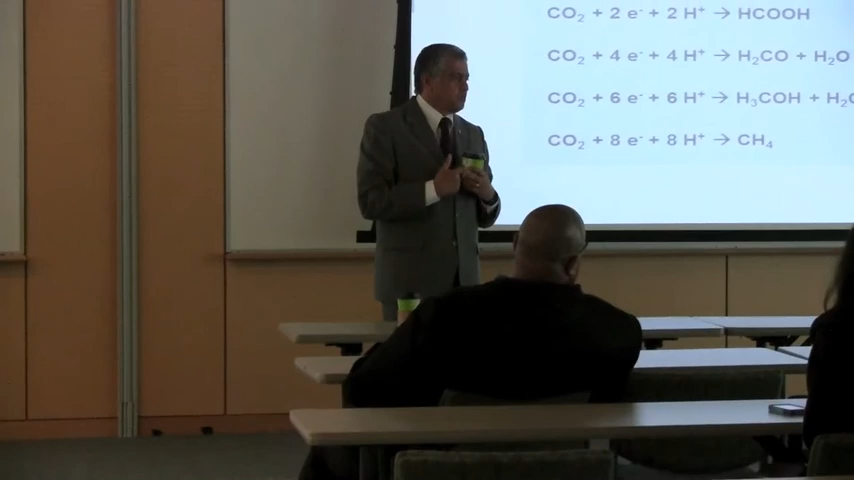 CO₂ + 2 e⁻ + 2 H⁺ → HCOOH
CO₂ + 4 e⁻ + 4 H⁺ → H₂CO + H₂O
CO₂ + 6 e⁻ + 6 H⁺ → H₃COH + H₂O
CO₂ + 8 e⁻ + 8 H⁺ → CH₄